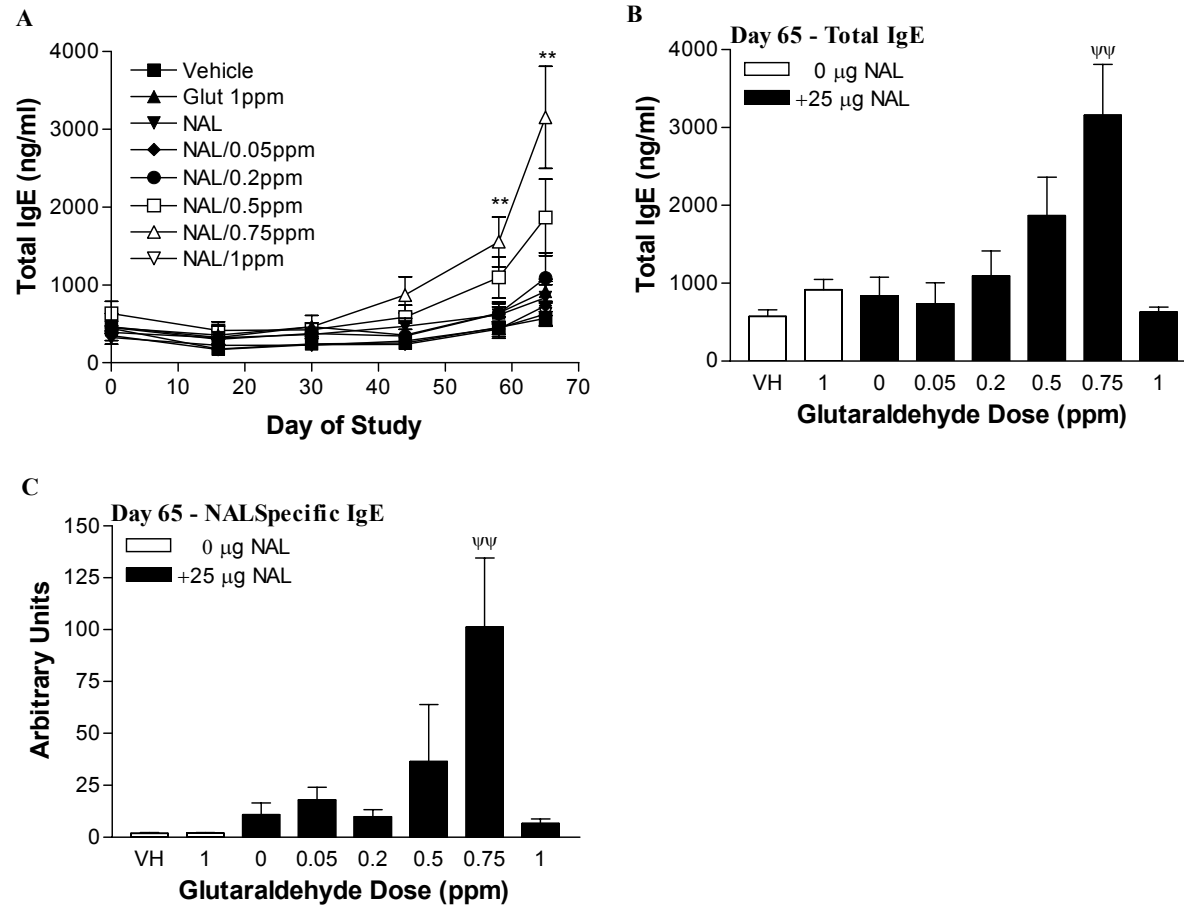 A
4000
3000
2000
1000
0
Total IgE (ng/ml)
Vehicle
Glut 1ppm
NAL
NAL/0.05ppm
NAL/0.2ppm
NAL/0.5ppm
NAL/0.75ppm
NAL/1ppm
**
**
0 10 20 30 40 50 60 70
Day of Study
B
Day 65 - Total IgE
0 μg NAL
+25 μg NAL
ψψ
4000
3000
2000
1000
0
Total IgE (ng/ml)
VH 1 0 0.05 0.2 0.5 0.75 1
Glutaraldehyde Dose (ppm)
C
Day 65 - NALSpecific IgE
0 μg NAL
+25 μg NAL
ψψ
150
125
100
75
50
25
0
Arbitrary Units
VH 1 0 0.05 0.2 0.5 0.75 1
Glutaraldehyde Dose (ppm)